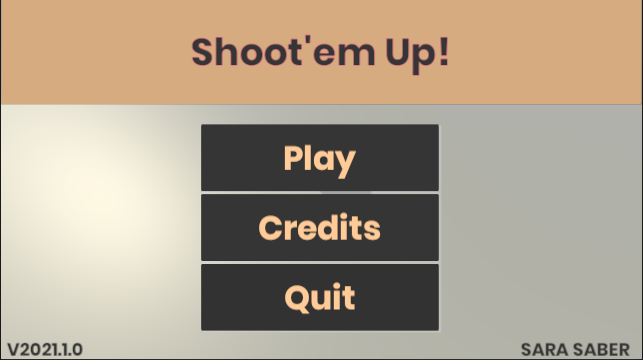 Shoot'em Up!
Play
Credits
Quit
V2021.1.0
SARA SABER